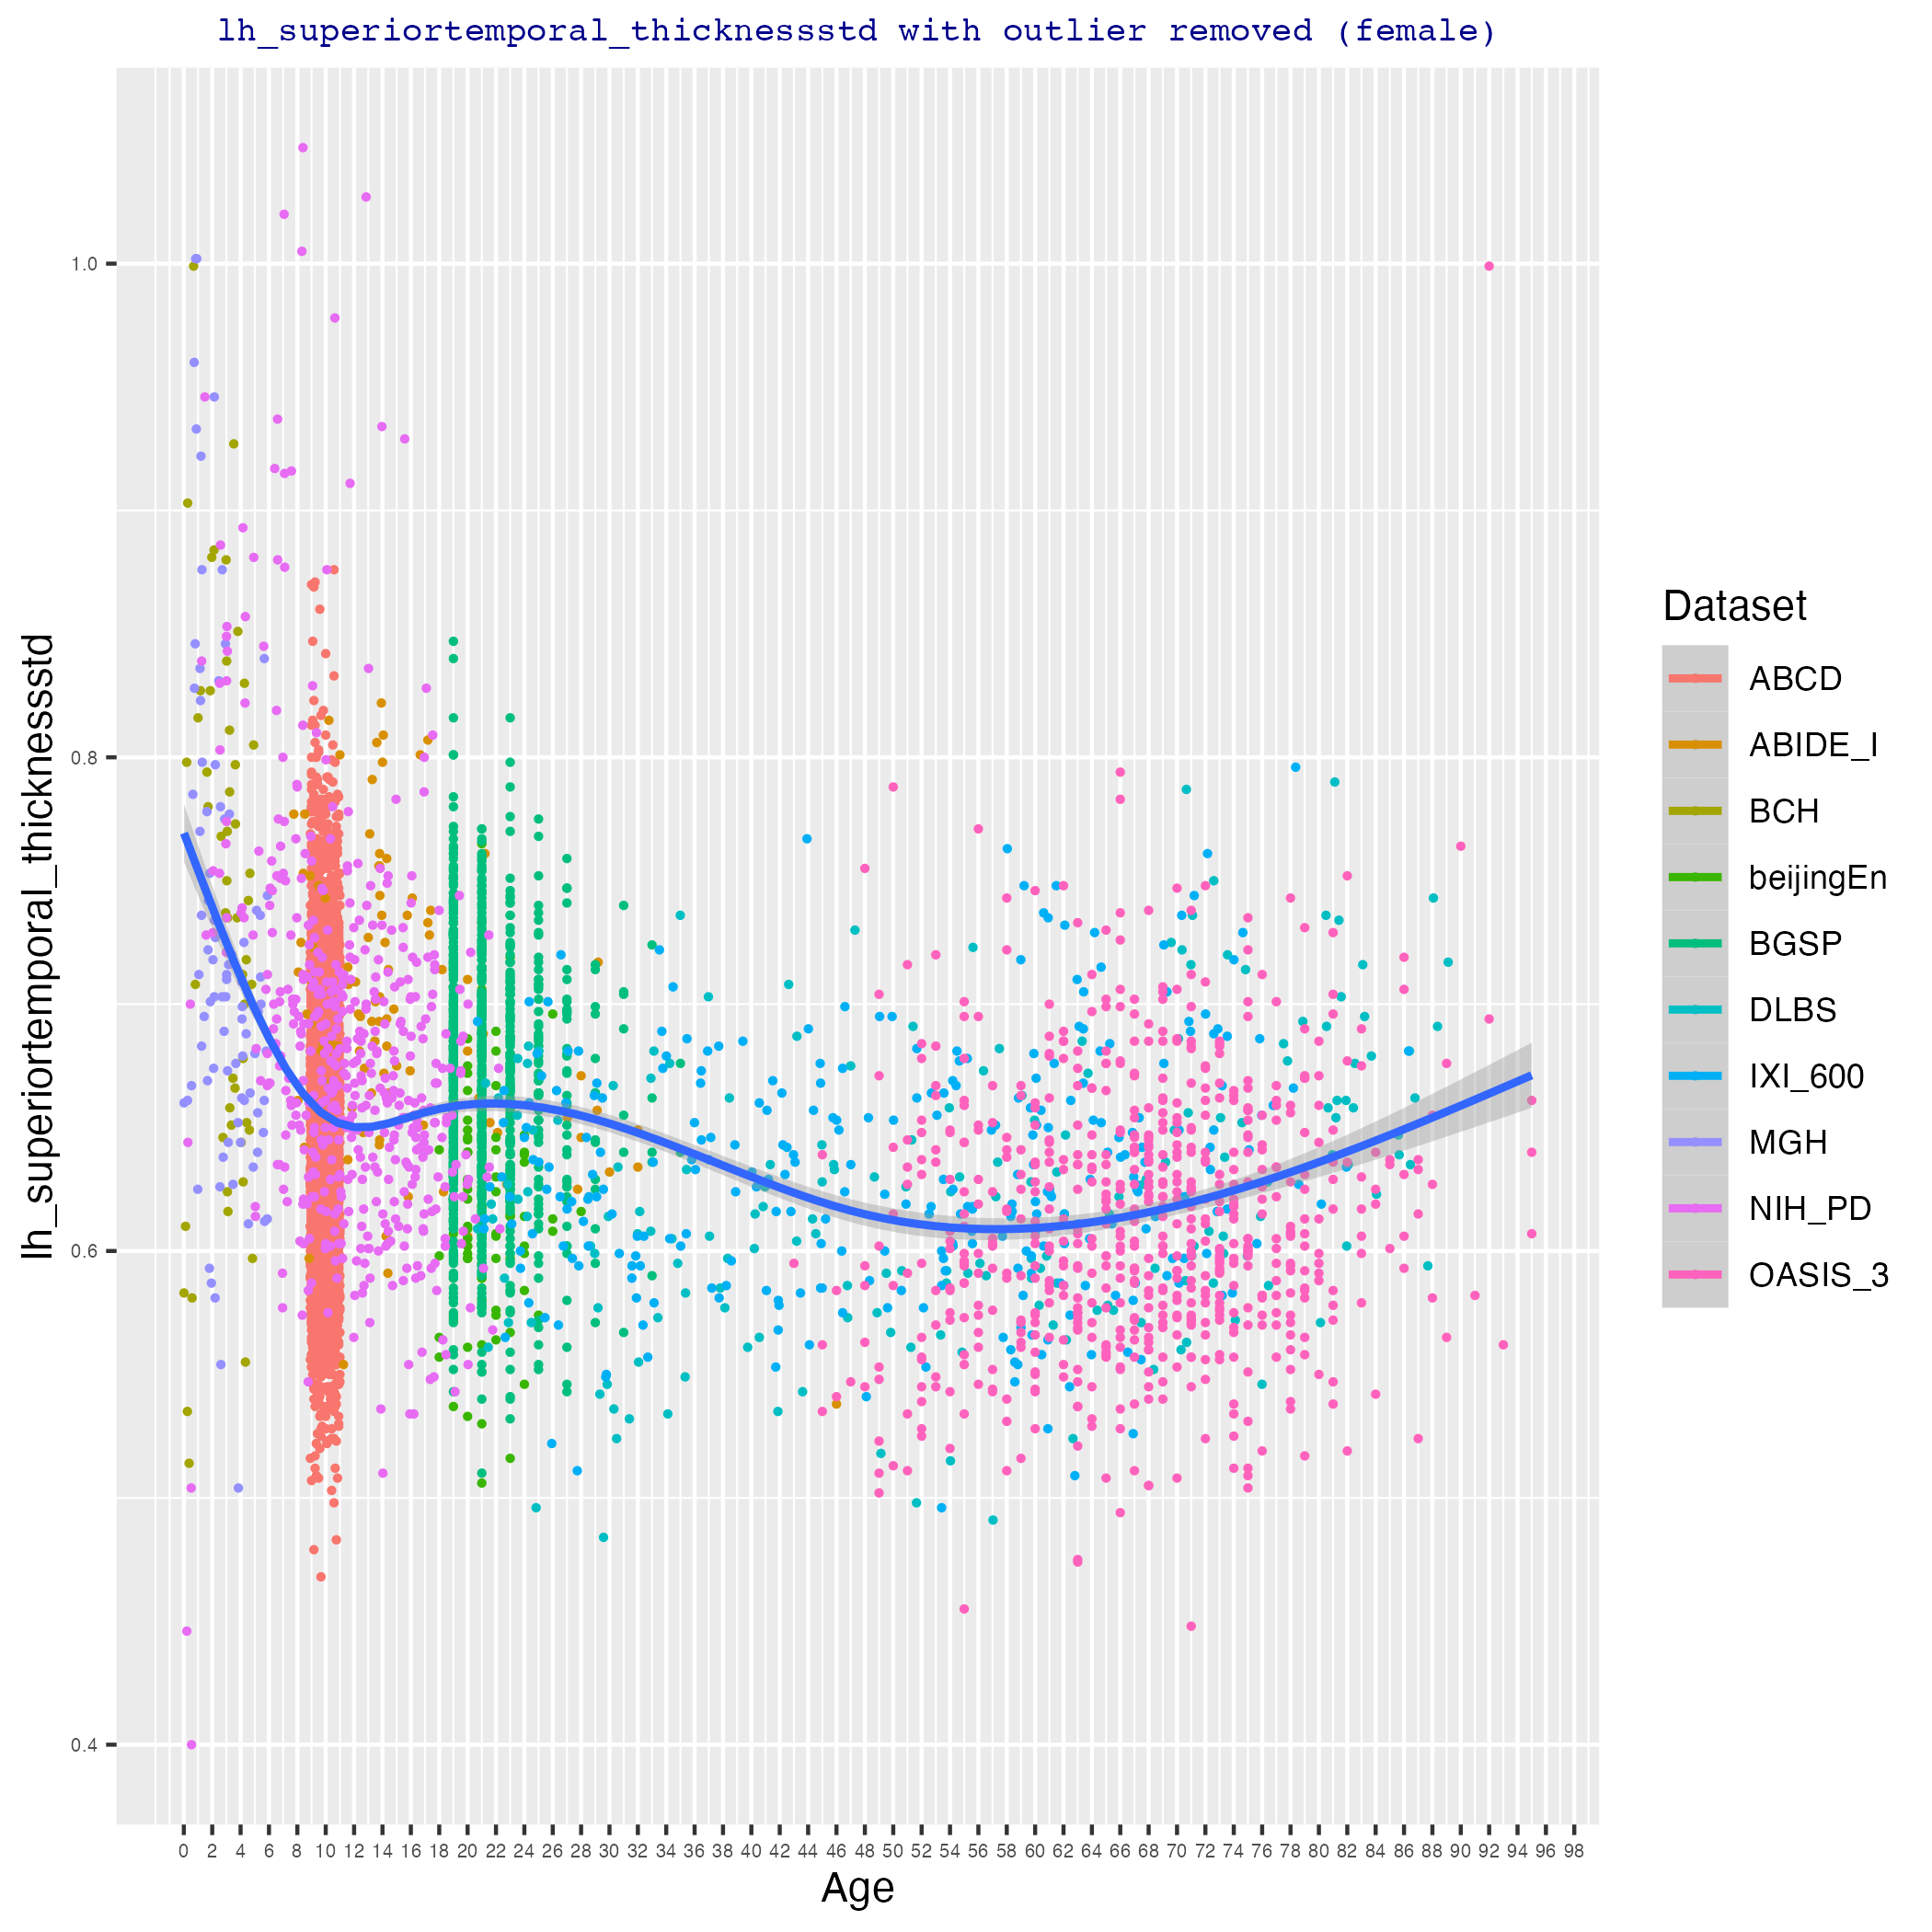 lh_superiortemporal_thicknessstd with outlier removed (female)
lh_superiortemporal_thicknessstd
1.0
0.8
0.6
0.4
0 2 4 6 8 10 12 14 16 18 20 22 24 26 28 30 32 34 36 38 40 42 44 46 48 50 52 54 56 58 60 62 64 66 68 70 72 74 76 78 80 82 84 86 88 90 92 94 96 98
Age
Dataset
ABCD
ABIDE_I
BCH
beijingEn
BGSP
DLBS
IXI_600
MGH
NIH_PD
OASIS_3